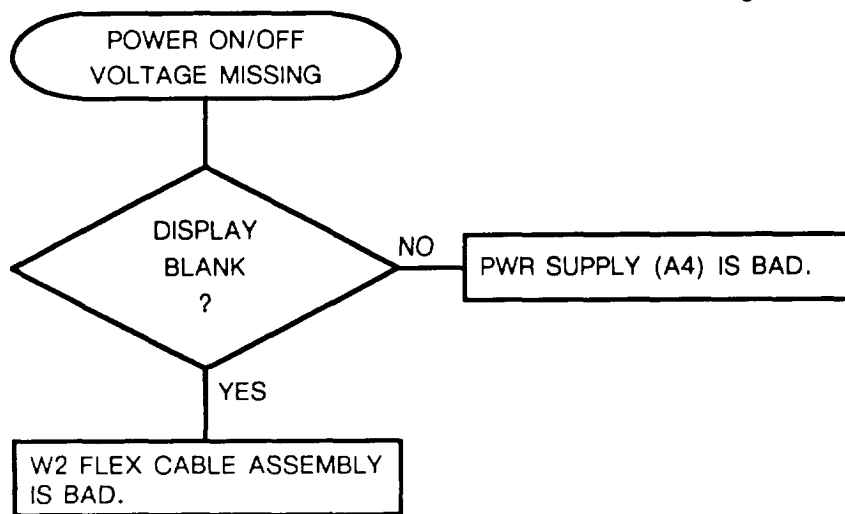 POWER ON/OFF
VOLTAGE MISSING
DISPLAY
BLANK
?
NO
PWR SUPPLY (A4) IS BAD.
YES
W2 FLEX CABLE ASSEMBLY
IS BAD.